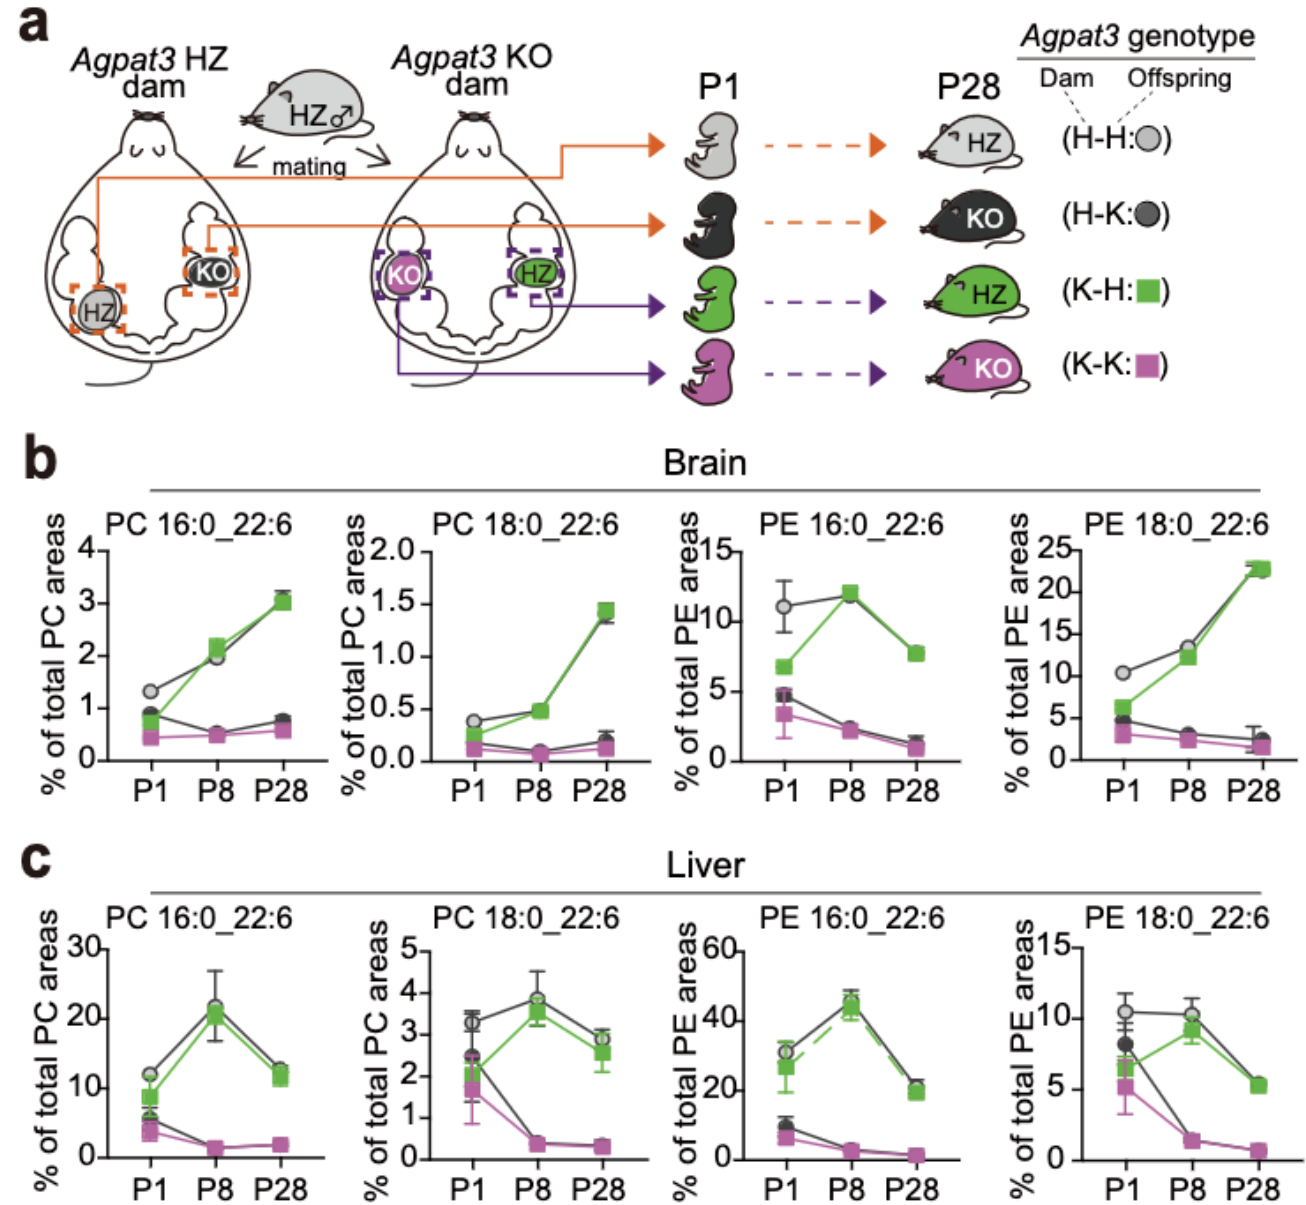 a
Agpat3 HZ
dam
HZ♂
mating
Agpat3 KO
dam
P1
P28
Agpat3 genotype
Dam
Offspring
HZ
KO
KO
HZ
HZ
(H-H: )
KO
(H-K: )
HZ
(K-H: )
KO
(K-K: )
b
Brain
PC 16:0_22:6
% of total PC areas
4
3
2
1
0
P1 P8 P28
PC 18:0_22:6
% of total PC areas
2.0
1.5
1.0
0.5
0.0
P1 P8 P28
PE 16:0_22:6
% of total PE areas
15
10
5
0
P1 P8 P28
PE 18:0_22:6
% of total PE areas
25
20
15
10
5
0
P1 P8 P28
c
Liver
PC 16:0_22:6
% of total PC areas
30
20
10
0
P1 P8 P28
PC 18:0_22:6
% of total PC areas
5
4
3
2
1
0
P1 P8 P28
PE 16:0_22:6
% of total PE areas
60
40
20
0
P1 P8 P28
PE 18:0_22:6
% of total PE areas
15
10
5
0
P1 P8 P28